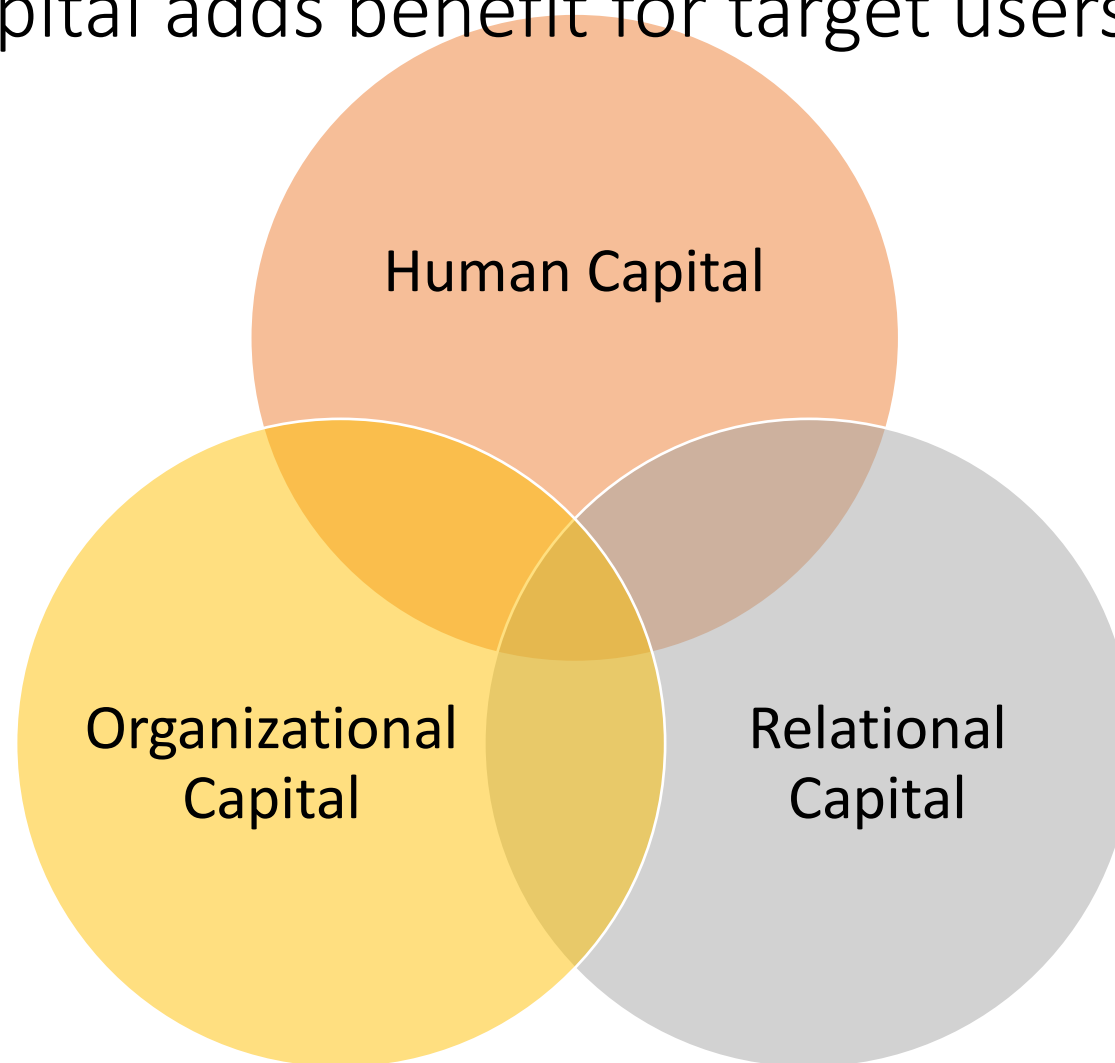 pital adds benefit for target users
Human Capital
Organizational
Capital
Relational
Capital